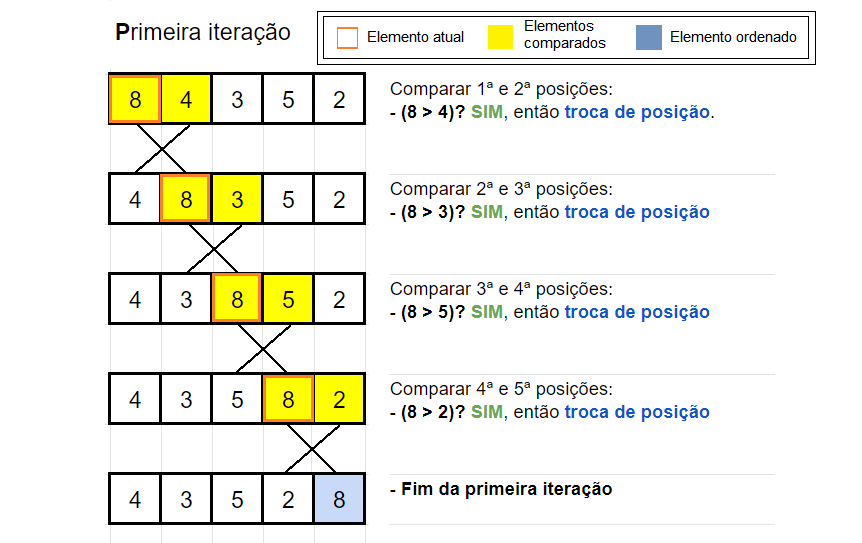 Primeira iteração
Elemento atual
Elementos
comparados
Elemento ordenado
8 4 3 5 2
Comparar 1ª e 2ª posições:
- (8 > 4)? SIM, então troca de posição.
4 8 3 5 2
Comparar 2ª e 3ª posições:
- (8 > 3)? SIM, então troca de posição
4 3 8 5 2
Comparar 3ª e 4ª posições:
- (8 > 5)? SIM, então troca de posição
4 3 5 8 2
Comparar 4ª e 5ª posições:
- (8 > 2)? SIM, então troca de posição
4 3 5 2 8
- Fim da primeira iteração